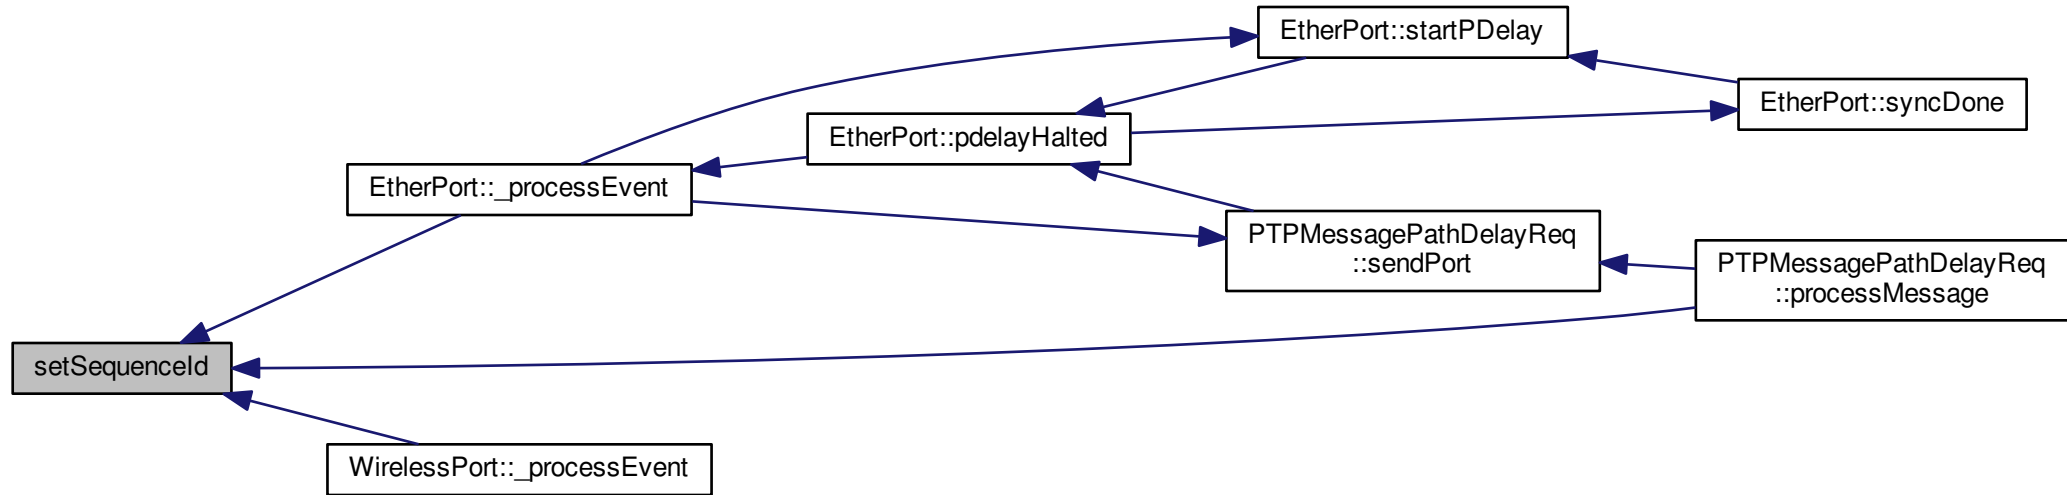 EtherPort::startPDelay
EtherPort::syncDone
EtherPort::pdelayHalted
EtherPort::_processEvent
PTPMessagePathDelayReq
::sendPort
PTPMessagePathDelayReq
::processMessage
setSequenceId
WirelessPort::_processEvent